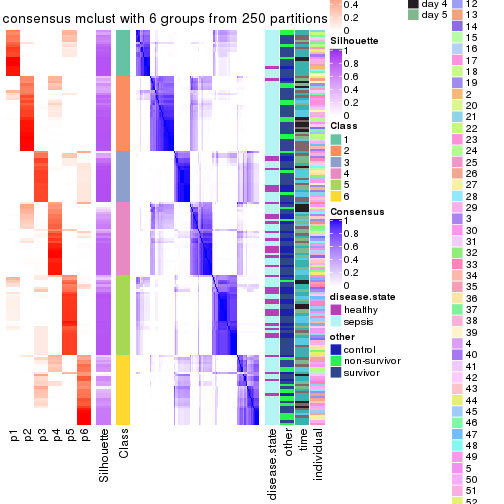 consensus mclust with 6 groups from 250 partitions
0.4
0.2
0
Silhouette
1
0.8
0.6
0.4
0.2
0
Class
1
2
3
4
5
6
Consensus
1
0.8
0.6
0.4
0.2
0
disease.state
healthy
sepsis
other
control
non-survivor
survivor
day 4
day 5
12
13
14
15
16
17
18
19
2
20
21
22
23
24
25
26
27
28
29
3
30
31
32
33
34
35
36
37
38
39
4
40
41
42
43
44
45
46
47
48
49
5
50
51
52
p1
p2
p3
p4
p5
p6
Silhouette
Class
disease.state
other
time
individual